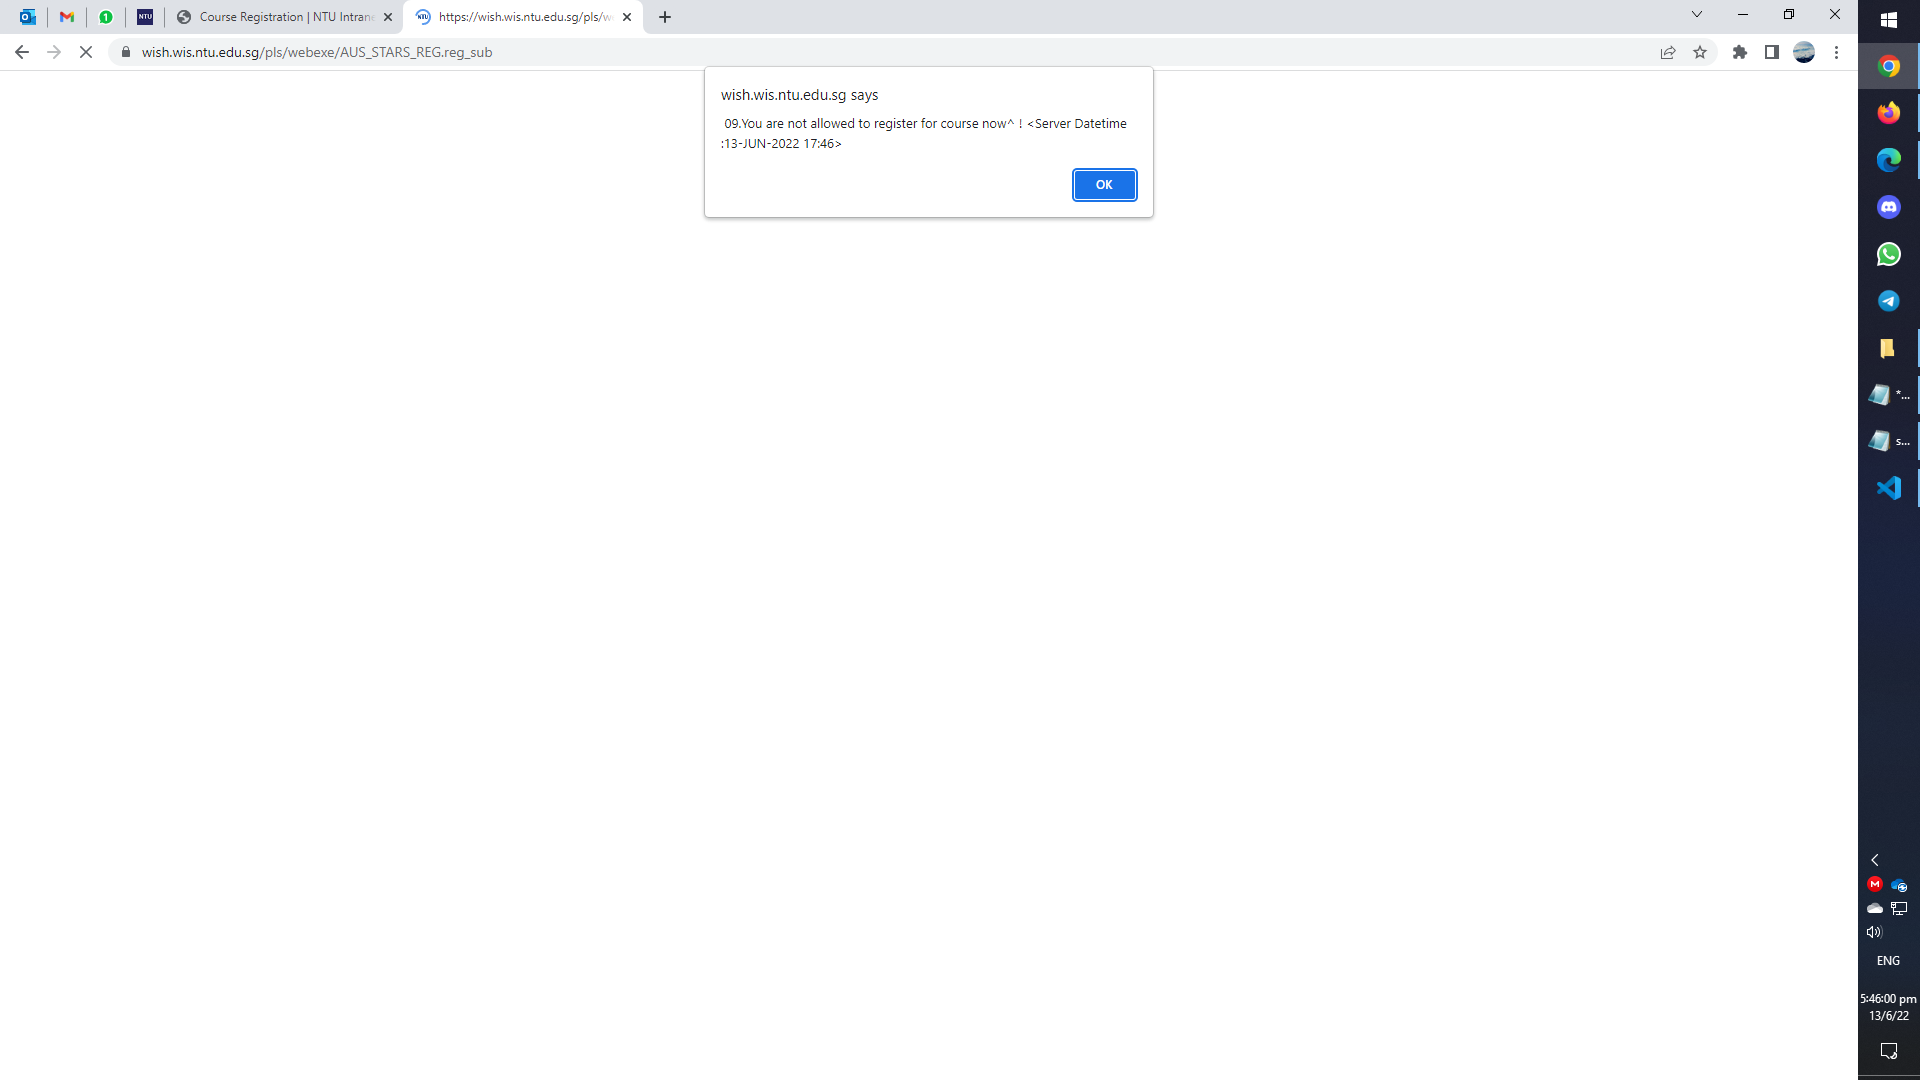 1
NTU
Course Registration | NTU Intrane
NTU
https://wish.wis.ntu.edu.sg/pls/w
wish.wis.ntu.edu.sg/pls/webexe/AUS_STARS_REG.reg_sub
wish.wis.ntu.edu.sg says
09.You are not allowed to register for course now^ ! <Server Datetime
:13-JUN-2022 17:46>
OK
*...
s...
M
ENG
5:46:00 pm
13/6/22